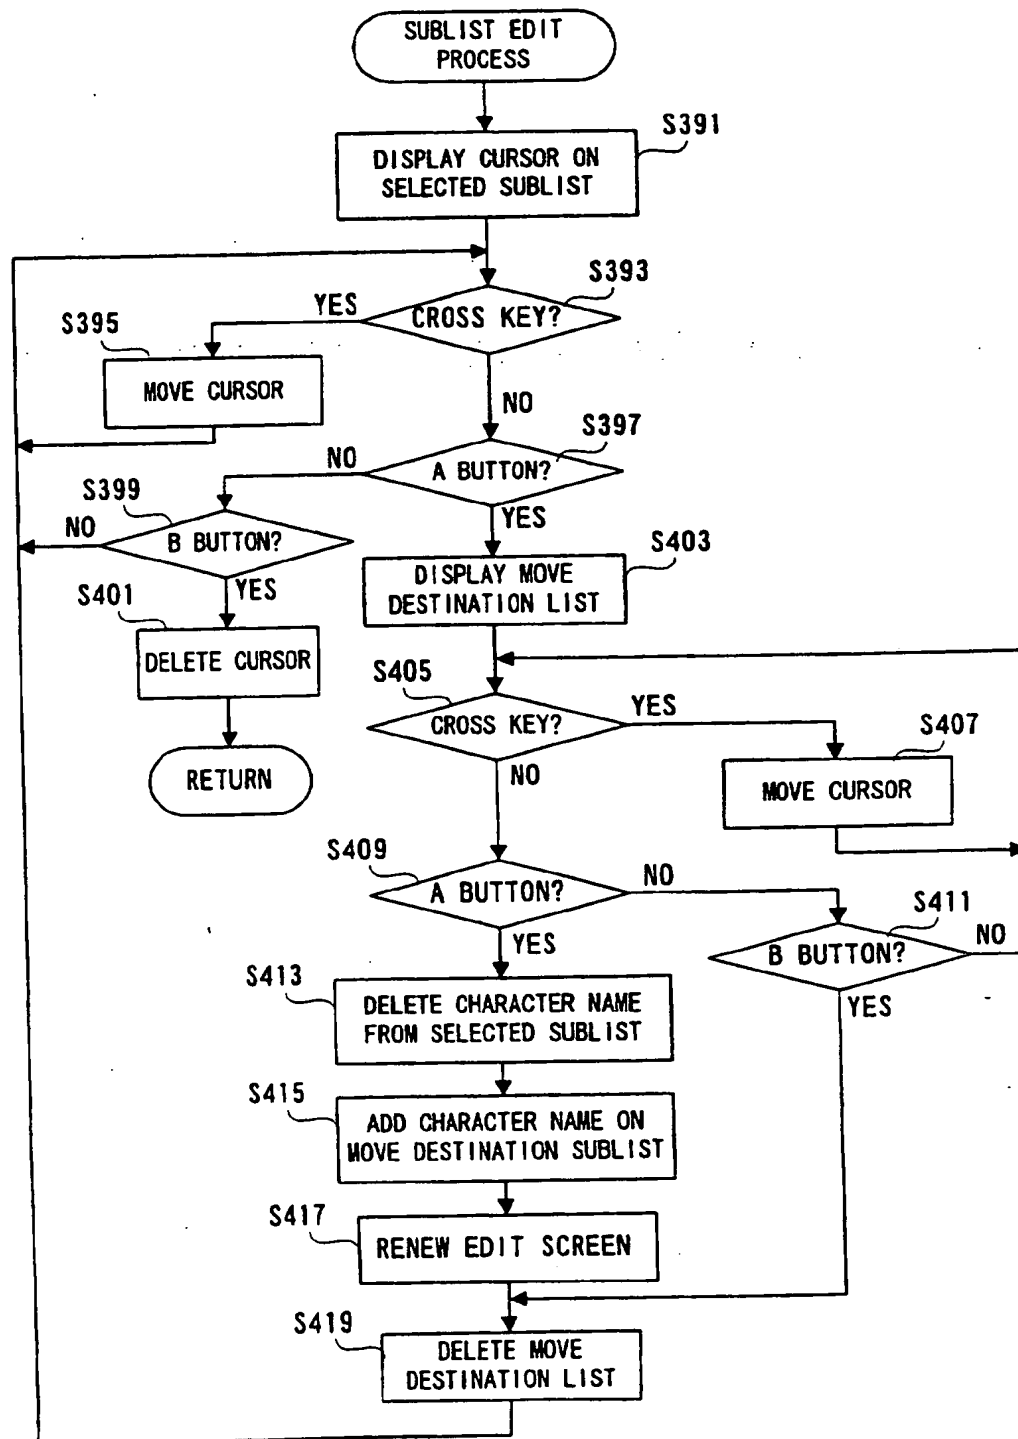 SUBLIST EDIT
PROCESS
S391
DISPLAY CURSOR ON
SELECTED SUBLIST
S393
YES
CROSS KEY?
S395
MOVE CURSOR
NO
S397
NO
A BUTTON?
S399
NO
B BUTTON?
YES
S403
YES
DISPLAY MOVE
DESTINATION LIST
S401
DELETE CURSOR
S405
CROSS KEY?
YES
S407
RETURN
NO
MOVE CURSOR
S409
A BUTTON?
NO
S411
YES
B BUTTON?
NO
S413
DELETE CHARACTER NAME
FROM SELECTED SUBLIST
YES
S415
ADD CHARACTER NAME ON
MOVE DESTINATION SUBLIST
S417
RENEW EDIT SCREEN
S419
DELETE MOVE
DESTINATION LIST